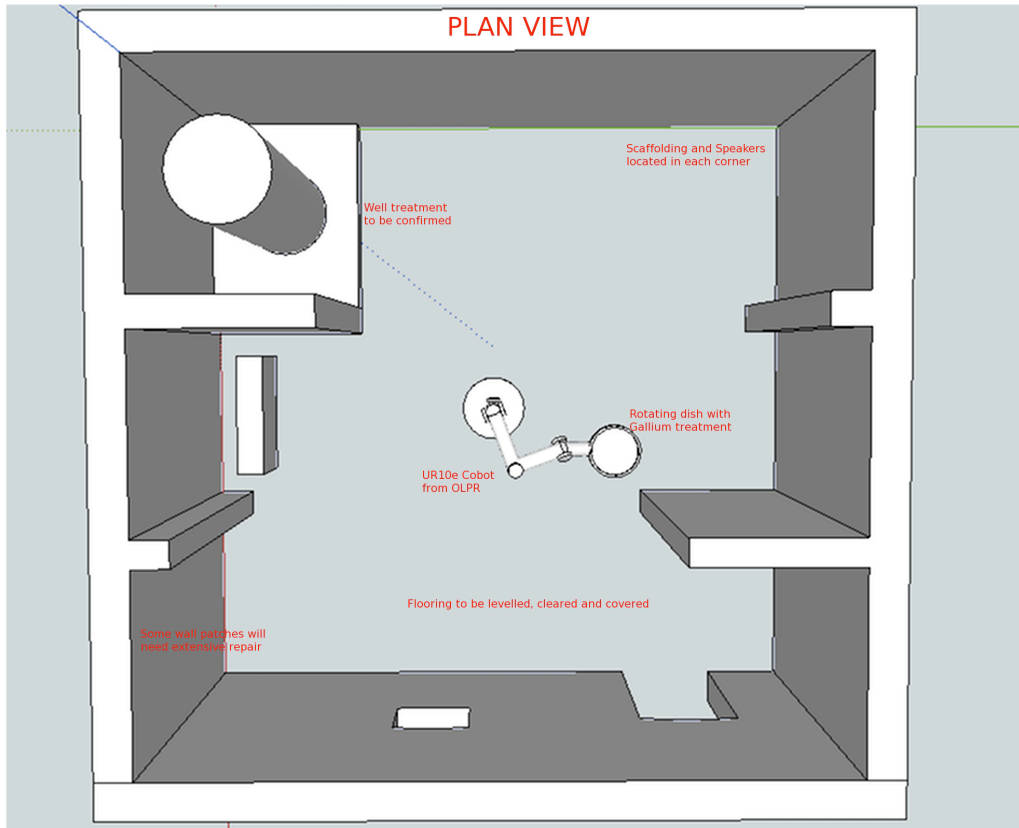 PLAN VIEW
Scaffolding and Speakers
located in each corner
Well treatment
to be confirmed
Rotating dish with
Gallium treatment
UR10e Cobot
from OLPR
Flooring to be levelled, cleared and covered
Some wall patches will
need extensive repair